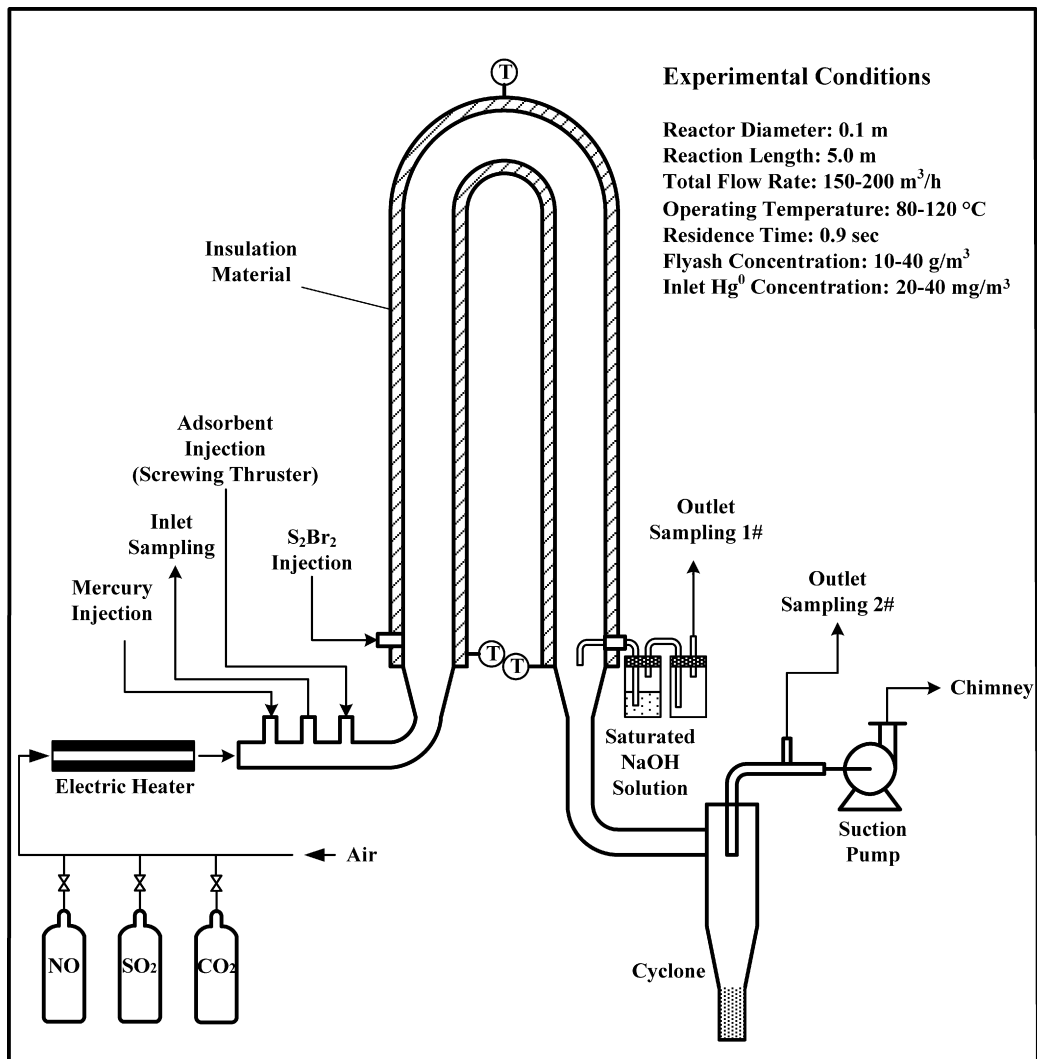 T
Experimental Conditions
Reactor Diameter: 0.1 m
Reaction Length: 5.0 m
Total Flow Rate: 150-200 m³/h
Operating Temperature: 80-120 °C
Residence Time: 0.9 sec
Flyash Concentration: 10-40 g/m³
Inlet Hg⁰ Concentration: 20-40 mg/m³
Insulation
Material
Adsorbent
Injection
(Screwing Thruster)
Inlet
Sampling
S₂Br₂
Injection
Mercury
Injection
Outlet
Sampling 1#
Outlet
Sampling 2#
T
T
Chimney
Saturated
NaOH
Solution
Electric Heater
Suction
Pump
Air
NO
SO₂
CO₂
Cyclone